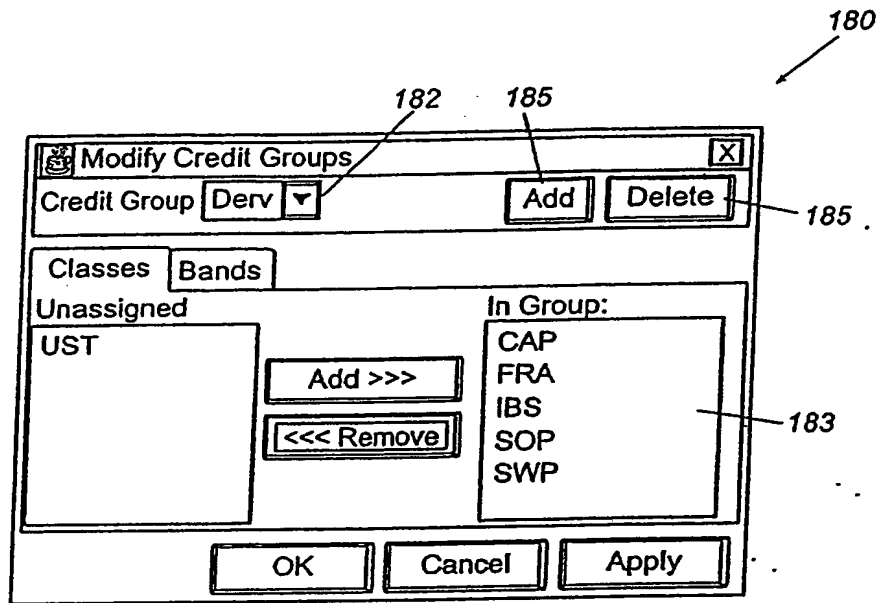 180
182 185
Modify Credit Groups X
Credit Group Derv Add Delete
185
Classes Bands
Unassigned In Group:
UST CAP
Add >>> FRA
IBS
<<< Remove SOP
183
SWP
OK Cancel Apply